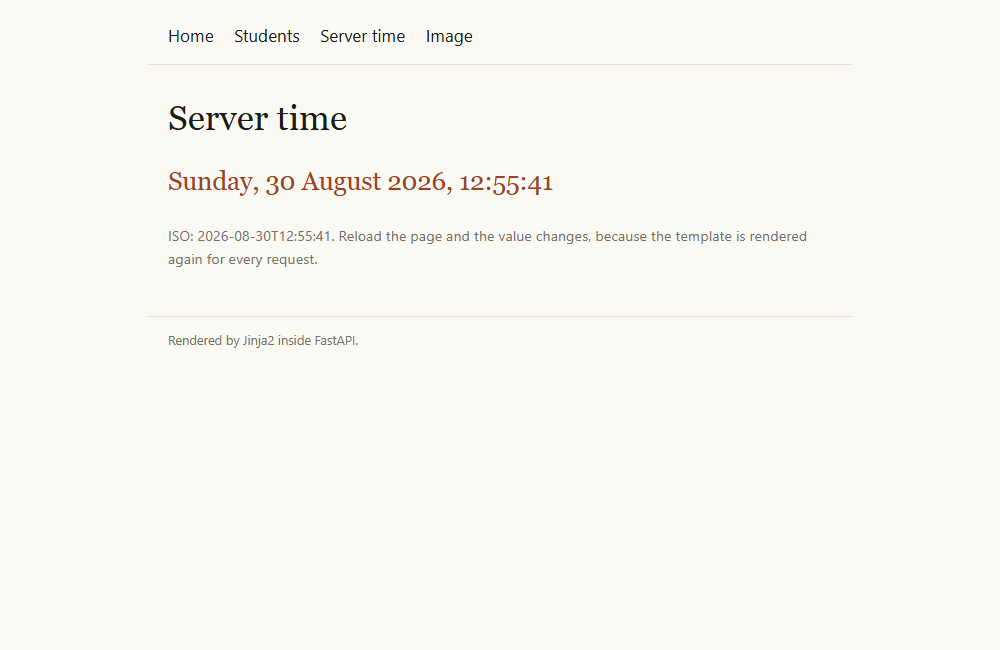 Home Students Server time Image
Server time
Sunday, 30 August 2026, 12:55:41
ISO: 2026-08-30T12:55:41. Reload the page and the value changes, because the template is rendered
again for every request.
Rendered by Jinja2 inside FastAPI.